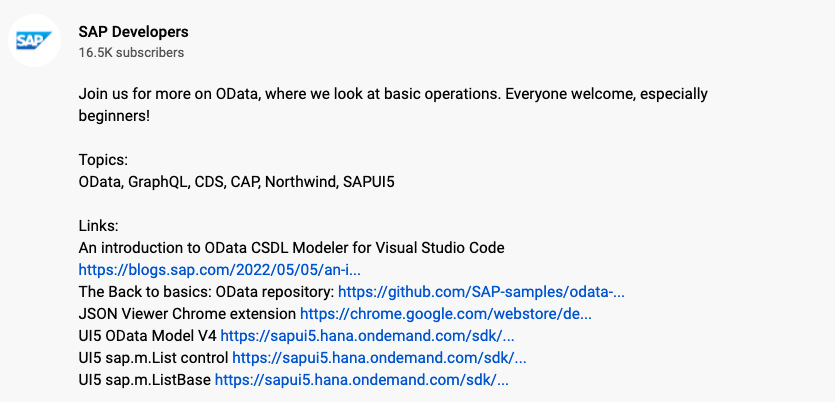 SAP
SAP Developers
16.5K subscribers
Join us for more on OData, where we look at basic operations. Everyone welcome, especially
beginners!
Topics:
OData, GraphQL, CDS, CAP, Northwind, SAPUI5
Links:
An introduction to OData CSDL Modeler for Visual Studio Code
https://blogs.sap.com/2022/05/05/an-i...
The Back to basics: OData repository: https://github.com/SAP-samples/odata-...
JSON Viewer Chrome extension https://chrome.google.com/webstore/de...
UI5 OData Model V4 https://sapui5.hana.ondemand.com/sdk/...
UI5 sap.m.List control https://sapui5.hana.ondemand.com/sdk/...
UI5 sap.m.ListBase https://sapui5.hana.ondemand.com/sdk/...